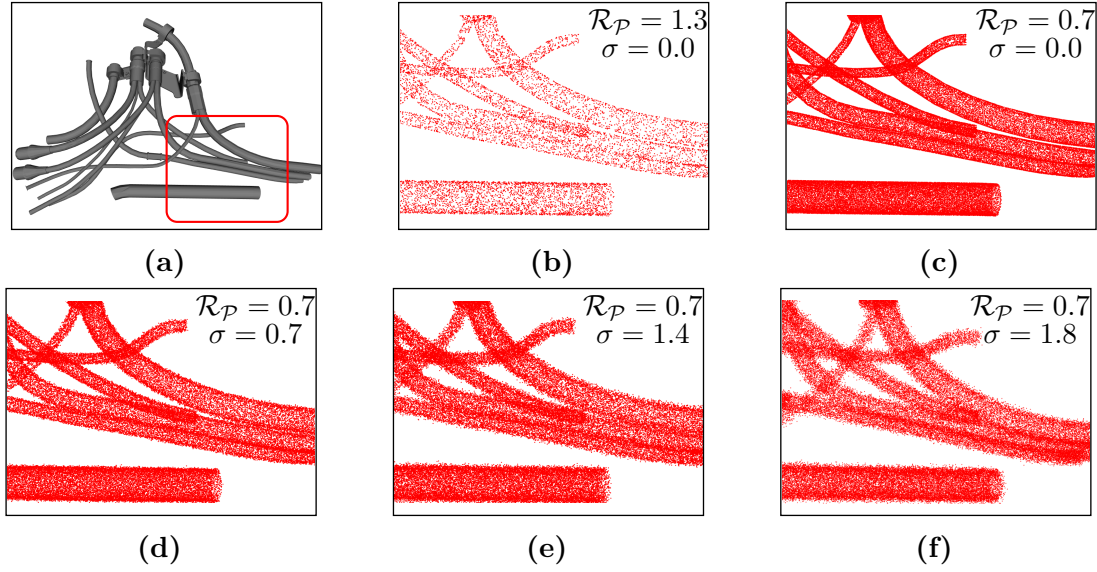 R_P = 1.3
σ = 0.0
R_P = 0.7
σ = 0.0
(a)
(b)
(c)
R_P = 0.7
σ = 0.7
R_P = 0.7
σ = 1.4
R_P = 0.7
σ = 1.8
(d)
(e)
(f)